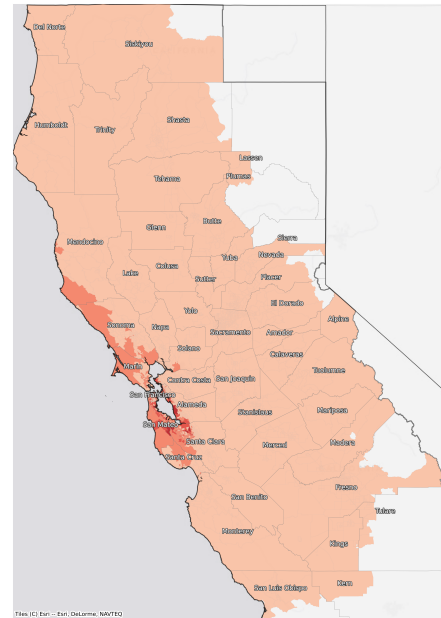 Del Norte
Siskiyou
Humboldt
Trinity
Shasta
Lassen
Tehama
Plumas
Butte
Glenn
Mendocino
Sierra
Yuba
Nevada
Lake
Colusa
Sutter
Placer
El Dorado
Yolo
Alpine
Sonoma
Napa
Sacramento
Amador
Solano
Calaveras
Marin
Tuolumne
Contra Costa
San Joaquin
San Francisco
Alameda
Stanislaus
Mariposa
San Mateo
Santa Clara
Merced
Madera
Santa Cruz
Fresno
San Benito
Tulare
Monterey
Kings
San Luis Obispo
Kern
Tiles (C) Esri -- Esri, DeLorme, NAVTEQ